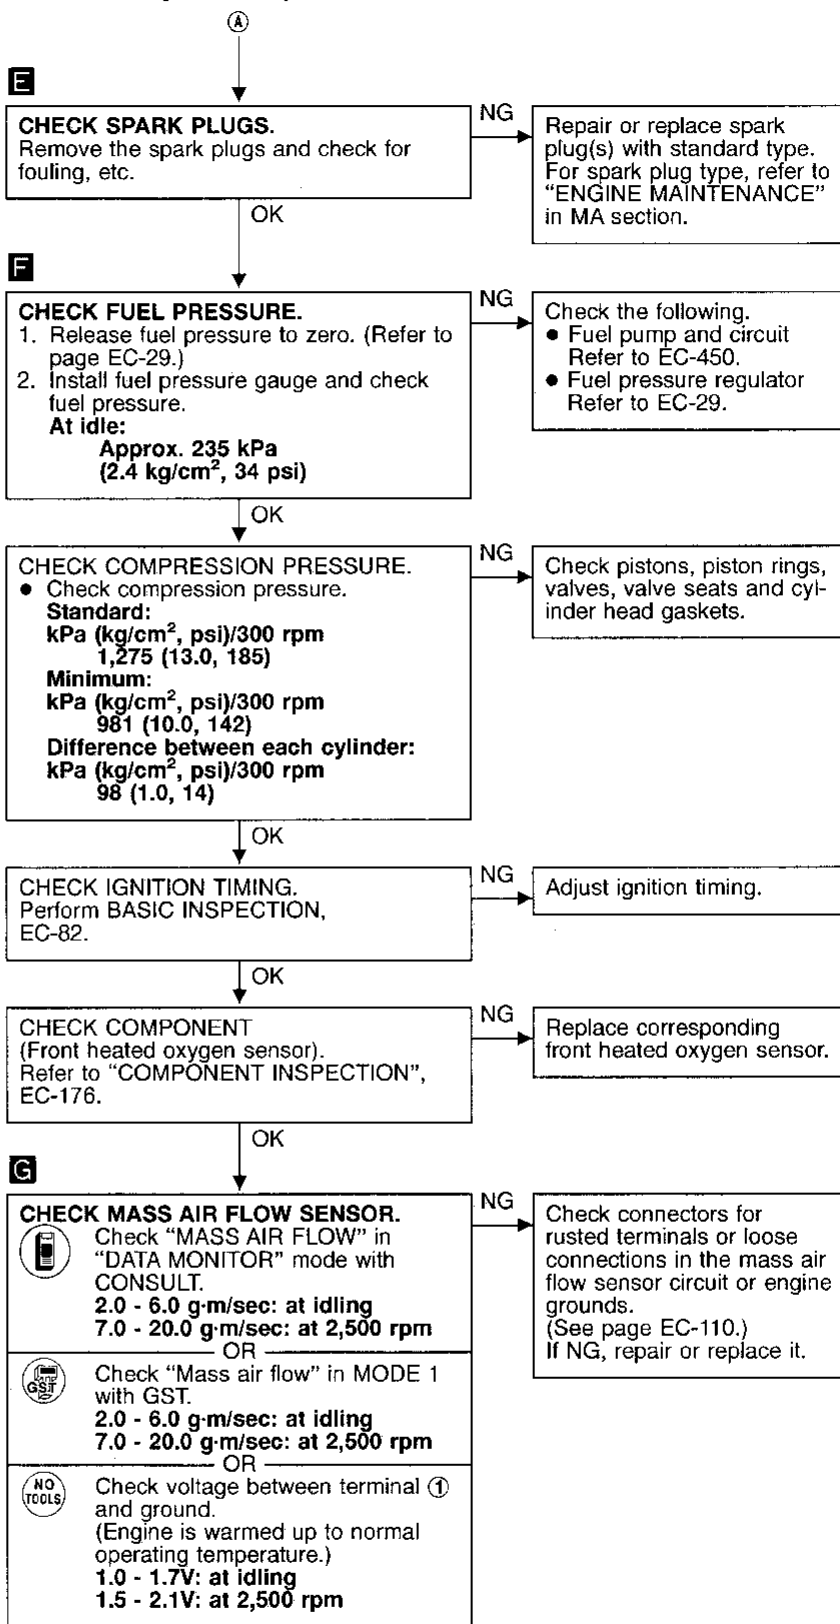 Ⓐ
E
CHECK SPARK PLUGS.
Remove the spark plugs and check for
fouling, etc.
NG
Repair or replace spark
plug(s) with standard type.
For spark plug type, refer to
“ENGINE MAINTENANCE”
in MA section.
OK
F
CHECK FUEL PRESSURE.
1. Release fuel pressure to zero. (Refer to
page EC-29.)
2. Install fuel pressure gauge and check
fuel pressure.
At idle:
Approx. 235 kPa
(2.4 kg/cm², 34 psi)
NG
Check the following.
● Fuel pump and circuit
Refer to EC-450.
● Fuel pressure regulator
Refer to EC-29.
OK
CHECK COMPRESSION PRESSURE.
● Check compression pressure.
Standard:
kPa (kg/cm², psi)/300 rpm
1,275 (13.0, 185)
Minimum:
kPa (kg/cm², psi)/300 rpm
981 (10.0, 142)
Difference between each cylinder:
kPa (kg/cm², psi)/300 rpm
98 (1.0, 14)
NG
Check pistons, piston rings,
valves, valve seats and cyl-
inder head gaskets.
OK
CHECK IGNITION TIMING.
Perform BASIC INSPECTION,
EC-82.
NG
Adjust ignition timing.
OK
CHECK COMPONENT
(Front heated oxygen sensor).
Refer to “COMPONENT INSPECTION”,
EC-176.
NG
Replace corresponding
front heated oxygen sensor.
OK
G
CHECK MASS AIR FLOW SENSOR.
Check “MASS AIR FLOW” in
“DATA MONITOR” mode with
CONSULT.
2.0 - 6.0 g·m/sec: at idling
7.0 - 20.0 g·m/sec: at 2,500 rpm
OR
GST
Check “Mass air flow” in MODE 1
with GST.
2.0 - 6.0 g·m/sec: at idling
7.0 - 20.0 g·m/sec: at 2,500 rpm
OR
NO
TOOLS
Check voltage between terminal ①
and ground.
(Engine is warmed up to normal
operating temperature.)
1.0 - 1.7V: at idling
1.5 - 2.1V: at 2,500 rpm
NG
Check connectors for
rusted terminals or loose
connections in the mass air
flow sensor circuit or engine
grounds.
(See page EC-110.)
If NG, repair or replace it.